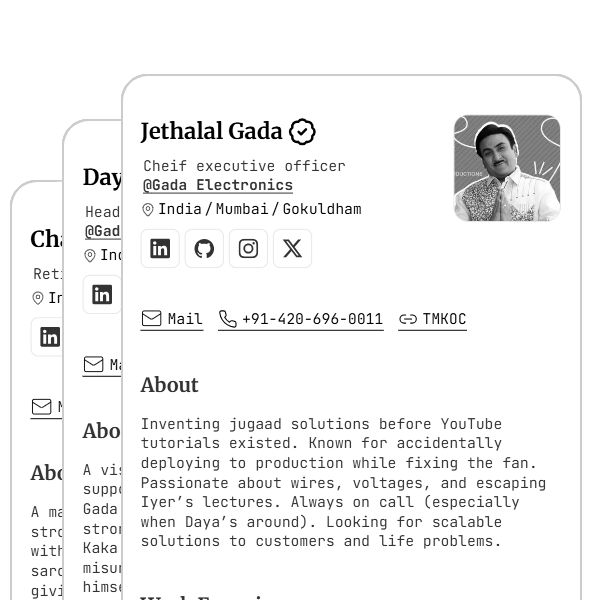 Jethalal Gada
Cheif executive officer
@Gada Electronics
India/Mumbai/Gokuldham
Mail +91-420-696-0011 TMKOC
About
Inventing jugaad solutions before YouTube
tutorials existed. Known for accidentally
deploying to production while fixing the fan.
Passionate about wires, voltages, and escaping
Iyer’s lectures. Always on call (especially
when Daya’s around). Looking for scalable
solutions to customers and life problems.
Day
Head
@Gad
Ind
Ma
Abo
A vis
suppo
Gada
stron
Kaka
misun
himse
Cha
Reti
In
M
Abo
A ma
stro
with
sard
givi